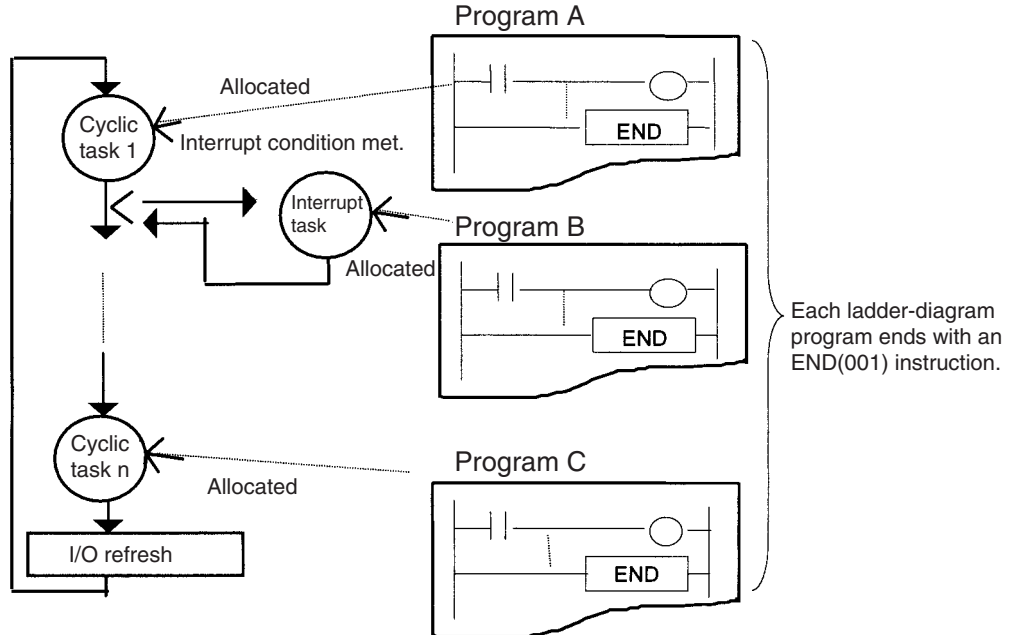 Program A
Allocated
Cyclic
task 1
Interrupt condition met.
END
Interrupt
task
Program B
Allocated
END
Each ladder-diagram
program ends with an
END(001) instruction.
Cyclic
task n
Program C
Allocated
I/O refresh
END